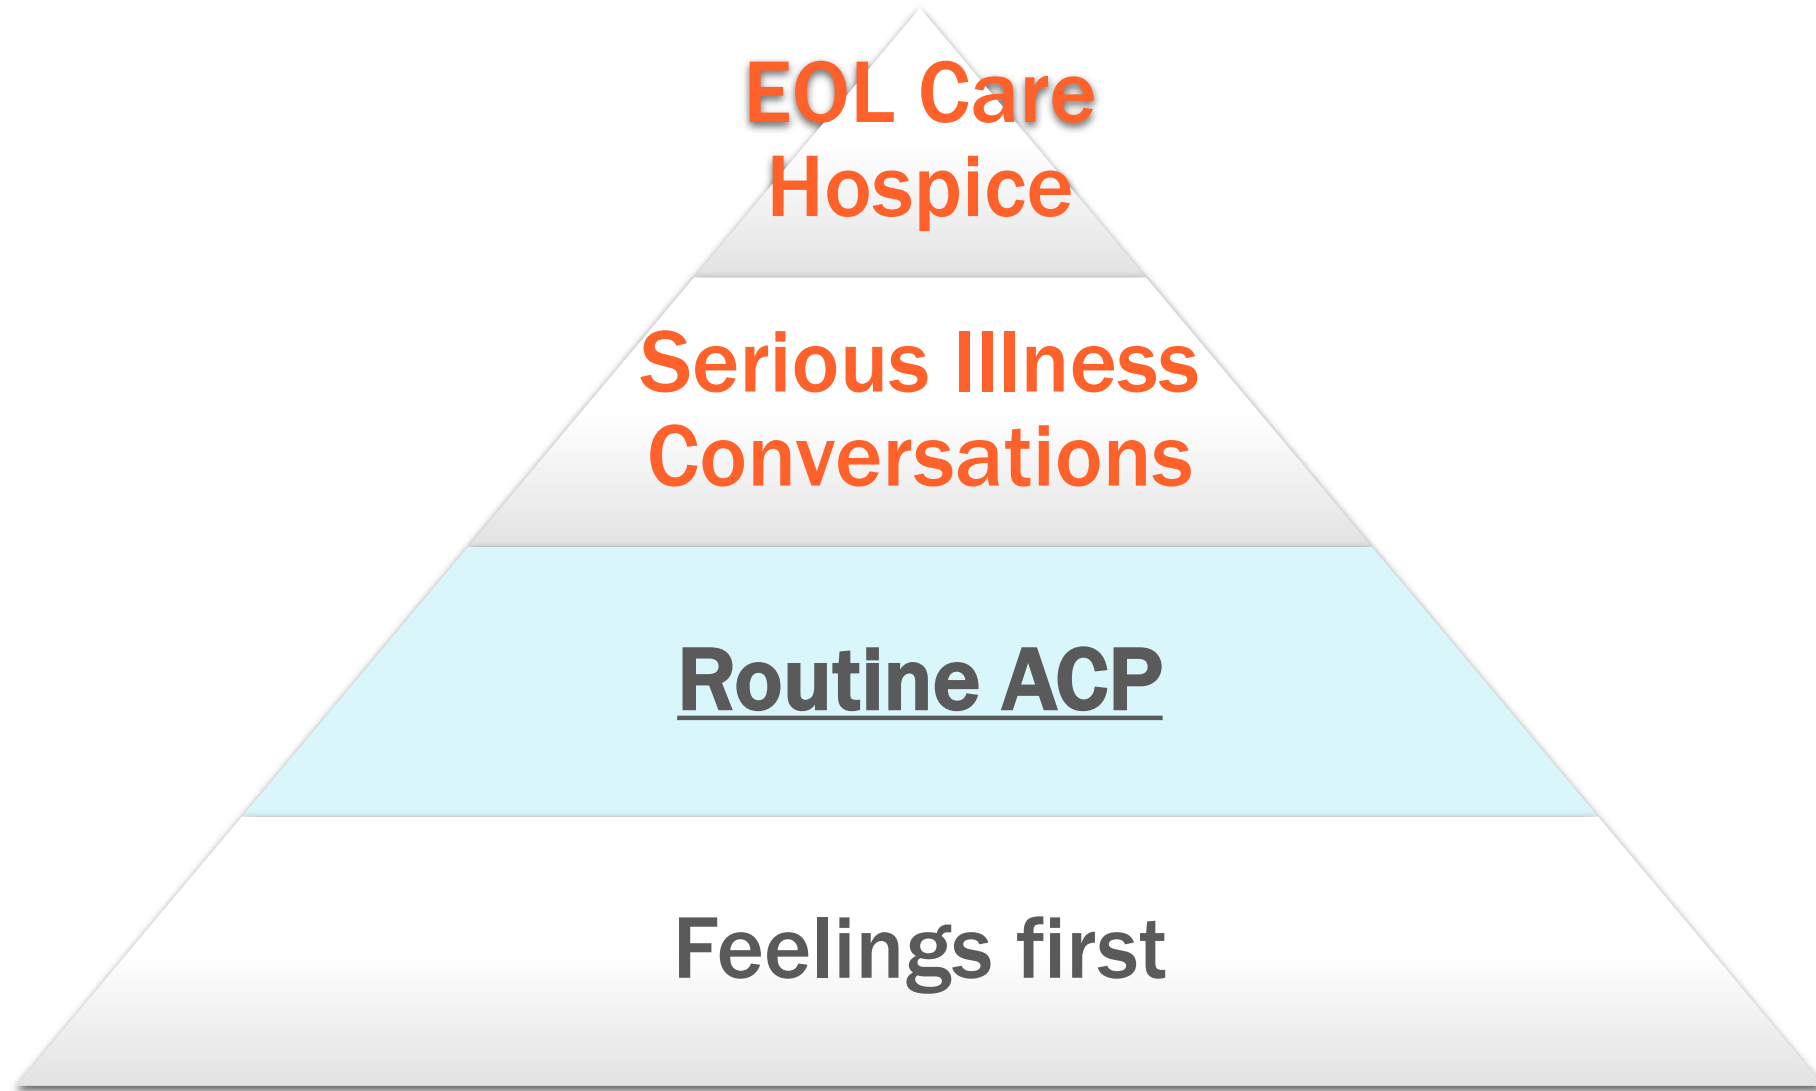 EOL Care
Hospice
Serious Illness
Conversations
Routine ACP
Feelings first